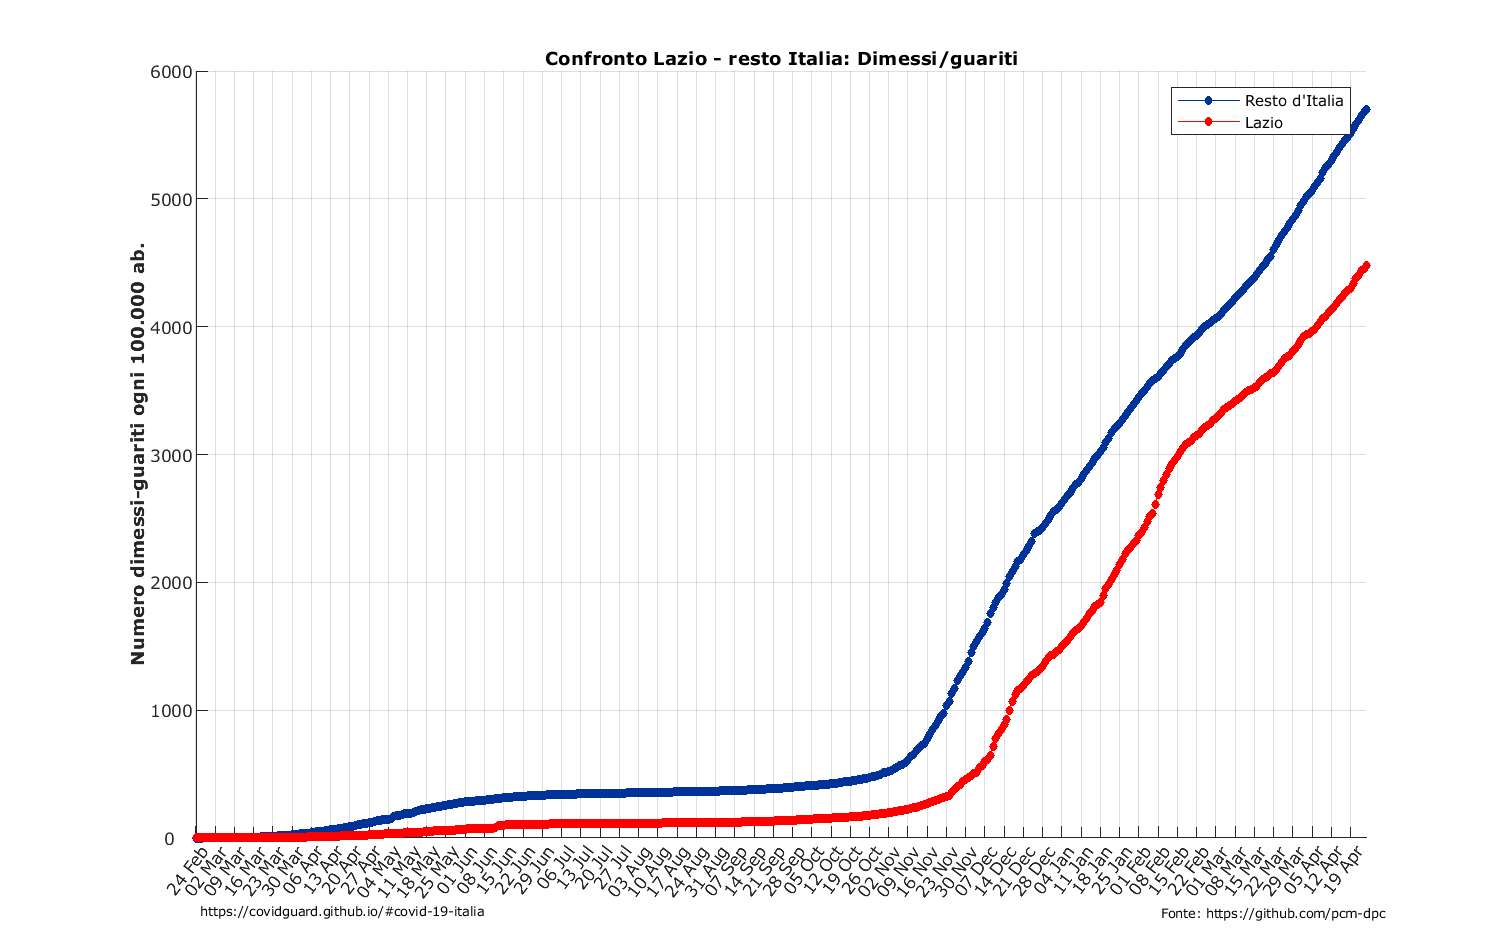 Confronto Lazio - resto Italia: Dimessi/guariti
Resto d'Italia
Lazio
Numero dimessi-guariti ogni 100.000 ab.
6000
5000
4000
3000
2000
1000
0
24 Feb
02 Mar
09 Mar
16 Mar
23 Mar
30 Mar
06 Apr
13 Apr
20 Apr
27 Apr
04 May
11 May
18 May
25 May
01 Jun
08 Jun
15 Jun
22 Jun
29 Jun
06 Jul
13 Jul
20 Jul
27 Jul
03 Aug
10 Aug
17 Aug
24 Aug
31 Aug
07 Sep
14 Sep
21 Sep
28 Sep
05 Oct
12 Oct
19 Oct
26 Oct
02 Nov
09 Nov
16 Nov
23 Nov
30 Nov
07 Dec
14 Dec
21 Dec
28 Dec
04 Jan
11 Jan
18 Jan
25 Jan
01 Feb
08 Feb
15 Feb
22 Feb
01 Mar
08 Mar
15 Mar
22 Mar
29 Mar
05 Apr
12 Apr
19 Apr
https://covidguard.github.io/#covid-19-italia
Fonte: https://github.com/pcm-dpc